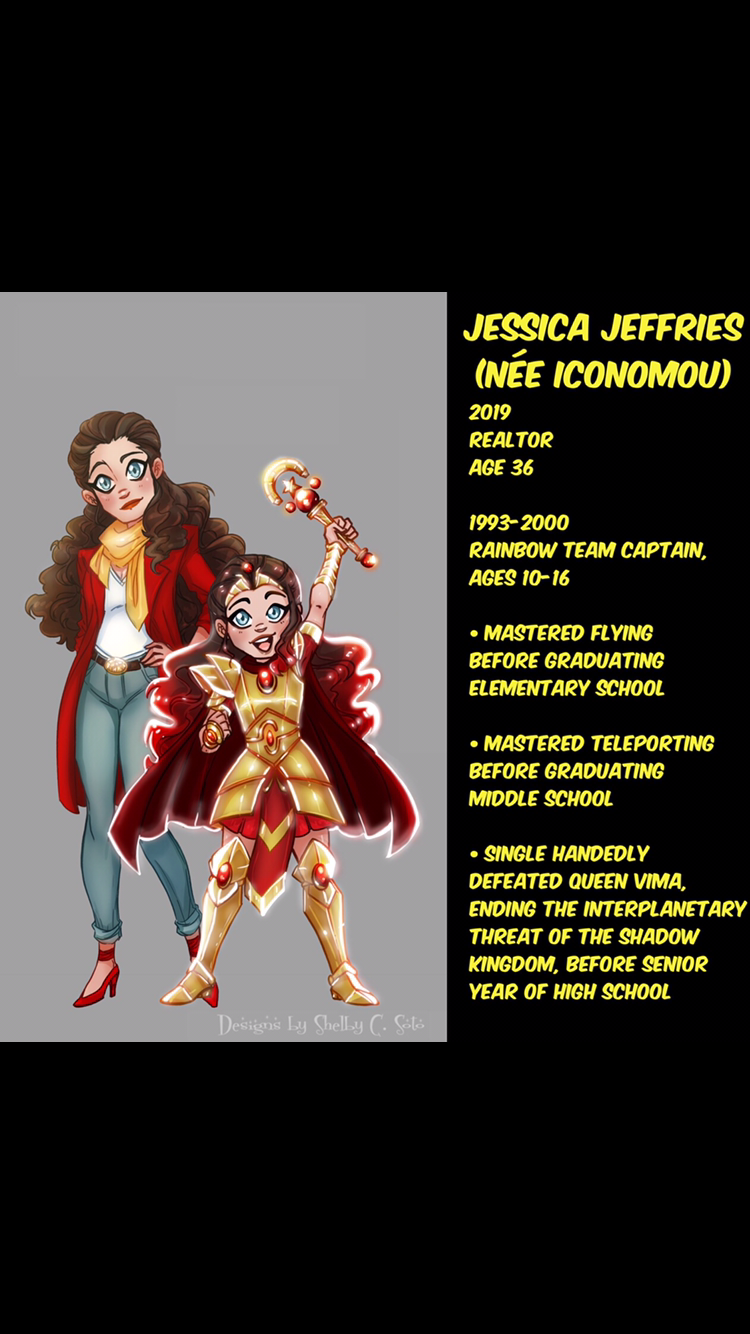 JESSICA JEFFRIES
(NÉE ICONOMOU)
2019
REALTOR
AGE 36
1993-2000
RAINBOW TEAM CAPTAIN,
AGES 10-16
• MASTERED FLYING
BEFORE GRADUATING
ELEMENTARY SCHOOL
• MASTERED TELEPORTING
BEFORE GRADUATING
MIDDLE SCHOOL
• SINGLE HANDEDLY
DEFEATED QUEEN VIMA,
ENDING THE INTERPLANETARY
THREAT OF THE SHADOW
KINGDOM, BEFORE SENIOR
YEAR OF HIGH SCHOOL
Designs by Shelby C. Soto